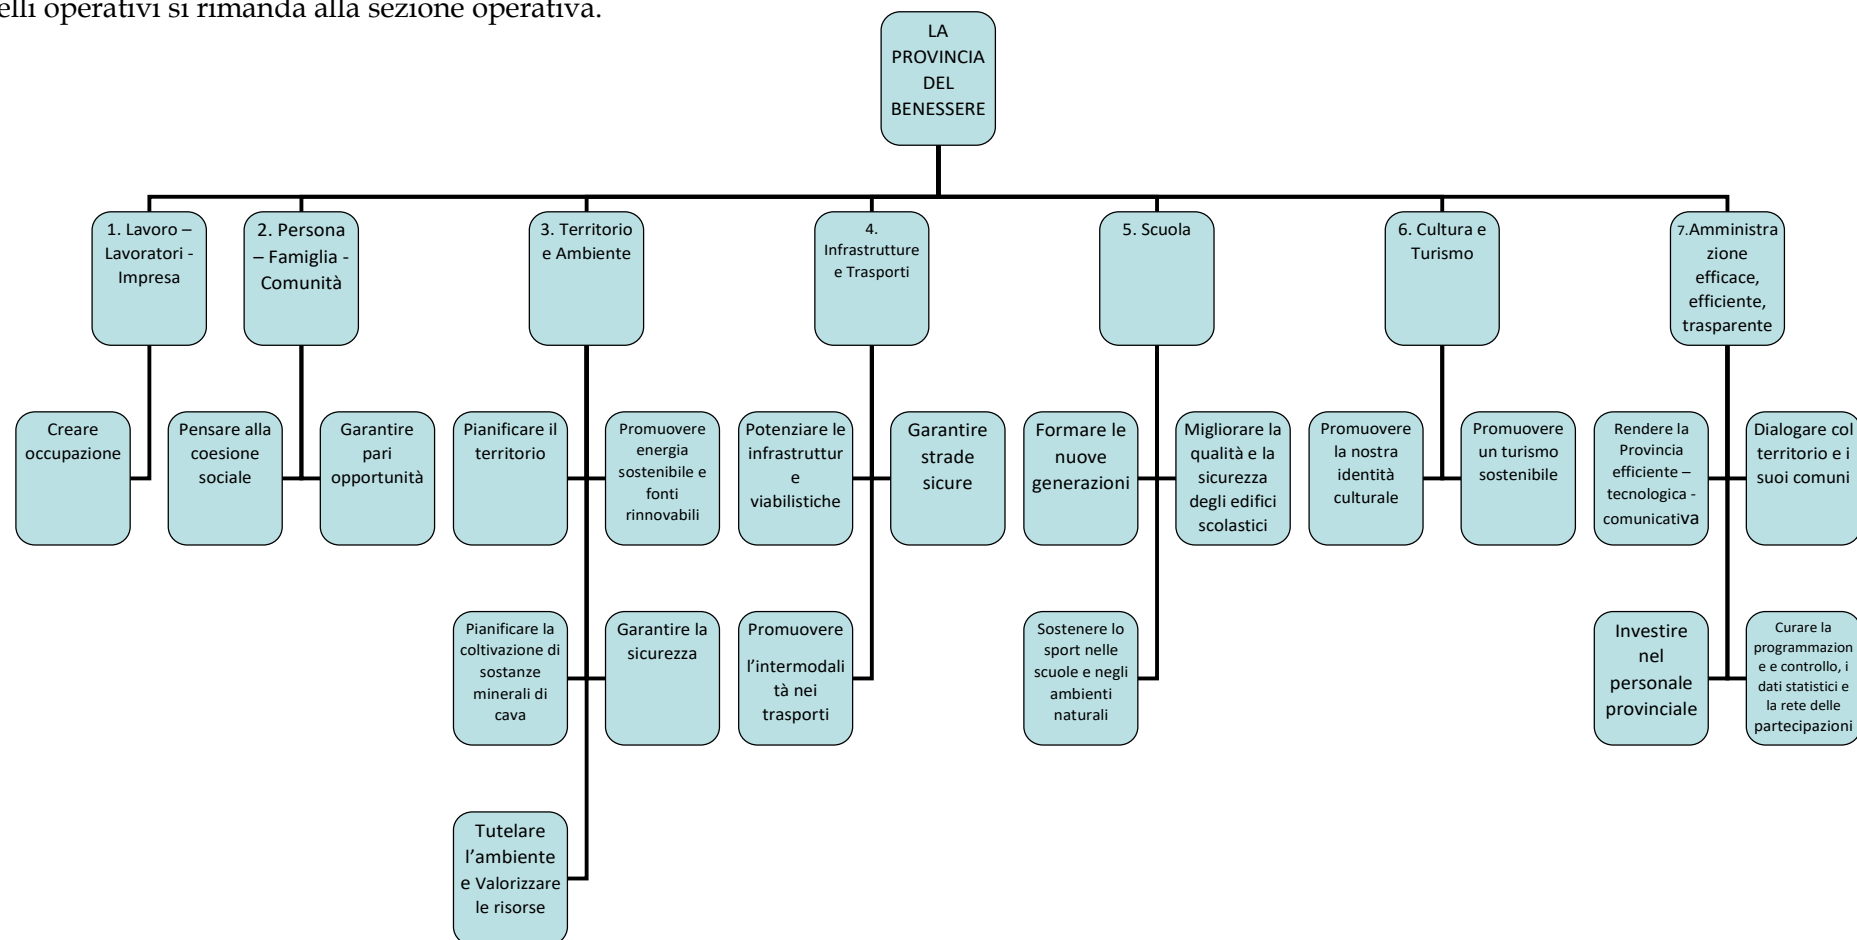 elli operativi si rimanda alla sezione operativa.
LA
PROVINCIA
DEL
BENESSERE
1. Lavoro –
Lavoratori -
Impresa
2. Persona
– Famiglia -
Comunità
3. Territorio
e Ambiente
4.
Infrastrutture
e Trasporti
5. Scuola
6. Cultura e
Turismo
7.Amministra
zione
efficace,
efficiente,
trasparente
Creare
occupazione
Pensare alla
coesione
sociale
Garantire
pari
opportunità
Pianificare il
territorio
Promuovere
energia
sostenibile e
fonti
rinnovabili
Potenziare le
infrastruttur
e
viabilistiche
Garantire
strade
sicure
Formare le
nuove
generazioni
Migliorare la
qualità e la
sicurezza
degli edifici
scolastici
Promuovere
la nostra
identità
culturale
Promuovere
un turismo
sostenibile
Rendere la
Provincia
efficiente –
tecnologica -
comunicativa
Dialogare col
territorio e i
suoi comuni
Pianificare la
coltivazione di
sostanze
minerali di
cava
Garantire la
sicurezza
Promuovere
l’intermodali
tà nei
trasporti
Sostenere lo
sport nelle
scuole e negli
ambienti
naturali
Investire
nel
personale
provinciale
Curare la
programmazion
e e controllo, i
dati statistici e
la rete delle
partecipazioni
Tutelare
l’ambiente
e Valorizzare
le risorse